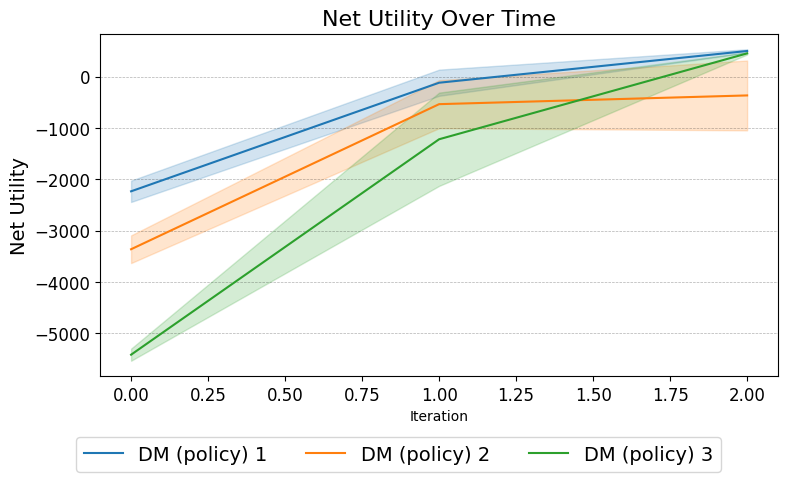 Net Utility Over Time
Net Utility
0
−1000
−2000
−3000
−4000
−5000
0.00 0.25 0.50 0.75 1.00 1.25 1.50 1.75 2.00
Iteration
DM (policy) 1 DM (policy) 2 DM (policy) 3